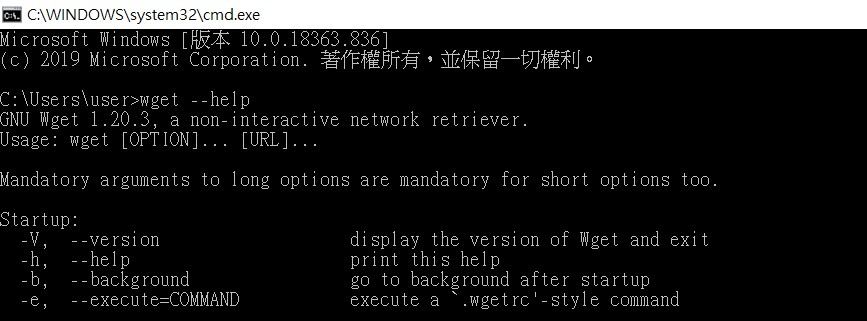 C:\WINDOWS\system32\cmd.exe
Microsoft Windows [版本 10.0.18363.836]
(c) 2019 Microsoft Corporation. 著作權所有，並保留一切權利。
C:\Users\user>wget --help
GNU Wget 1.20.3, a non-interactive network retriever.
Usage: wget [OPTION]... [URL]...
Mandatory arguments to long options are mandatory for short options too.
Startup:
-V, --version display the version of Wget and exit
-h, --help print this help
-b, --background go to background after startup
-e, --execute=COMMAND execute a `.wgetrc'-style command